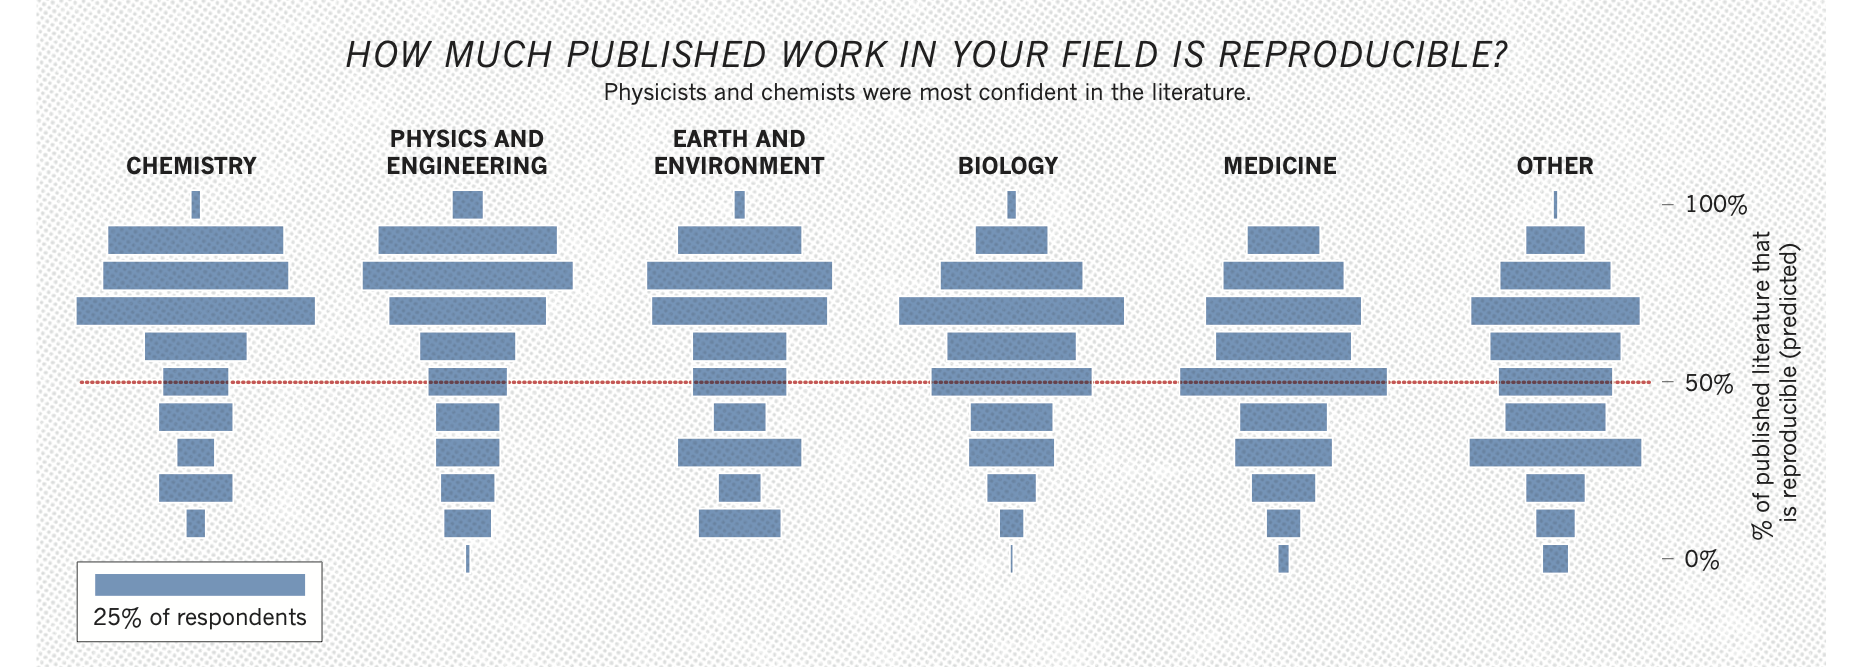 HOW MUCH PUBLISHED WORK IN YOUR FIELD IS REPRODUCIBLE?
Physicists and chemists were most confident in the literature.
CHEMISTRY
PHYSICS AND
ENGINEERING
EARTH AND
ENVIRONMENT
BIOLOGY
MEDICINE
OTHER
100%
50%
0%
% of published literature that
is reproducible (predicted)
25% of respondents